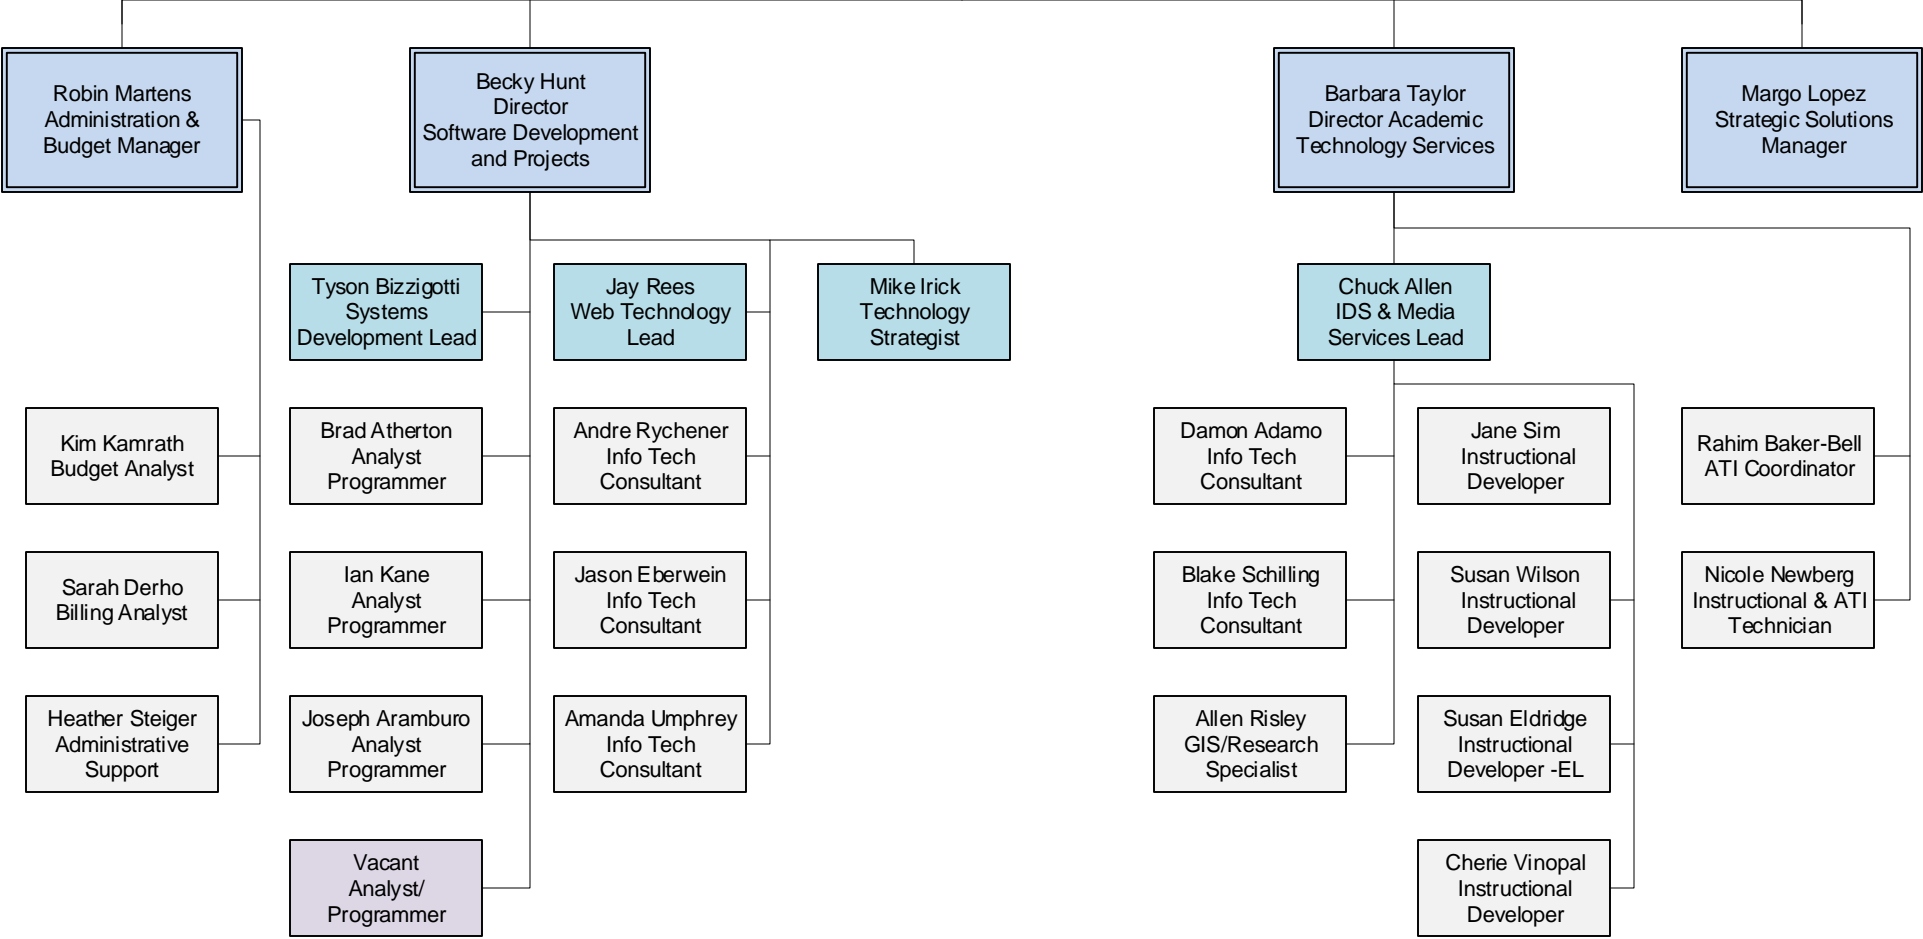 Robin Martens
Administration &
Budget Manager
Becky Hunt
Director
Software Development
and Projects
Barbara Taylor
Director Academic
Technology Services
Margo Lopez
Strategic Solutions
Manager
Tyson Bizzigotti
Systems
Development Lead
Jay Rees
Web Technology
Lead
Mike Irick
Technology
Strategist
Chuck Allen
IDS & Media
Services Lead
Kim Kamrath
Budget Analyst
Brad Atherton
Analyst
Programmer
Andre Rychener
Info Tech
Consultant
Damon Adamo
Info Tech
Consultant
Jane Sim
Instructional
Developer
Rahim Baker-Bell
ATI Coordinator
Sarah Derho
Billing Analyst
Ian Kane
Analyst
Programmer
Jason Eberwein
Info Tech
Consultant
Blake Schilling
Info Tech
Consultant
Susan Wilson
Instructional
Developer
Nicole Newberg
Instructional & ATI
Technician
Heather Steiger
Administrative
Support
Joseph Aramburo
Analyst
Programmer
Amanda Umphrey
Info Tech
Consultant
Allen Risley
GIS/Research
Specialist
Susan Eldridge
Instructional
Developer -EL
Vacant
Analyst/
Programmer
Cherie Vinopal
Instructional
Developer